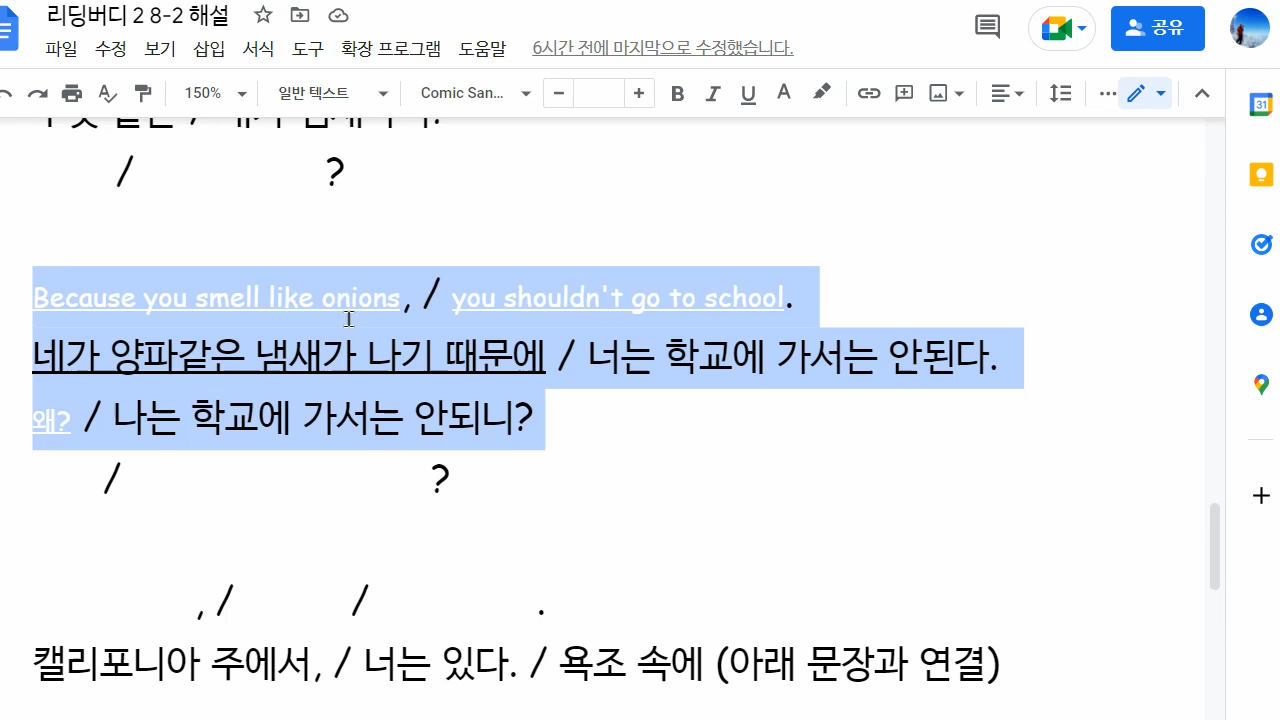 리딩버디 2 8-2 해설
파일 수정 보기 삽입 서식 도구 확장 프로그램 도움말 6시간 전에 마지막으로 수정했습니다.
공유
150% 일반 텍스트 Comic San... B I U A
/ ?
Because you smell like onions, / you shouldn't go to school.
네가 양파같은 냄새가 나기 때문에 / 너는 학교에 가서는 안된다.
왜? / 나는 학교에 가서는 안되니?
/ ?
, / / .
캘리포니아 주에서, / 너는 있다. / 욕조 속에 (아래 문장과 연결)
31